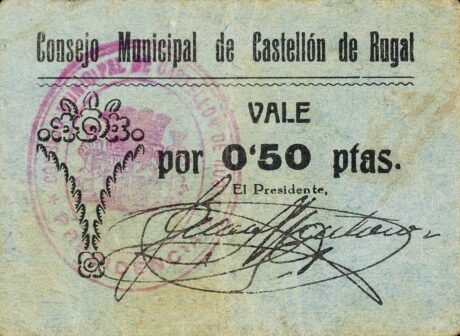 Consejo Municipal de Castellón de Rugat
VALE
por 0'50 ptas.
El Presidente,